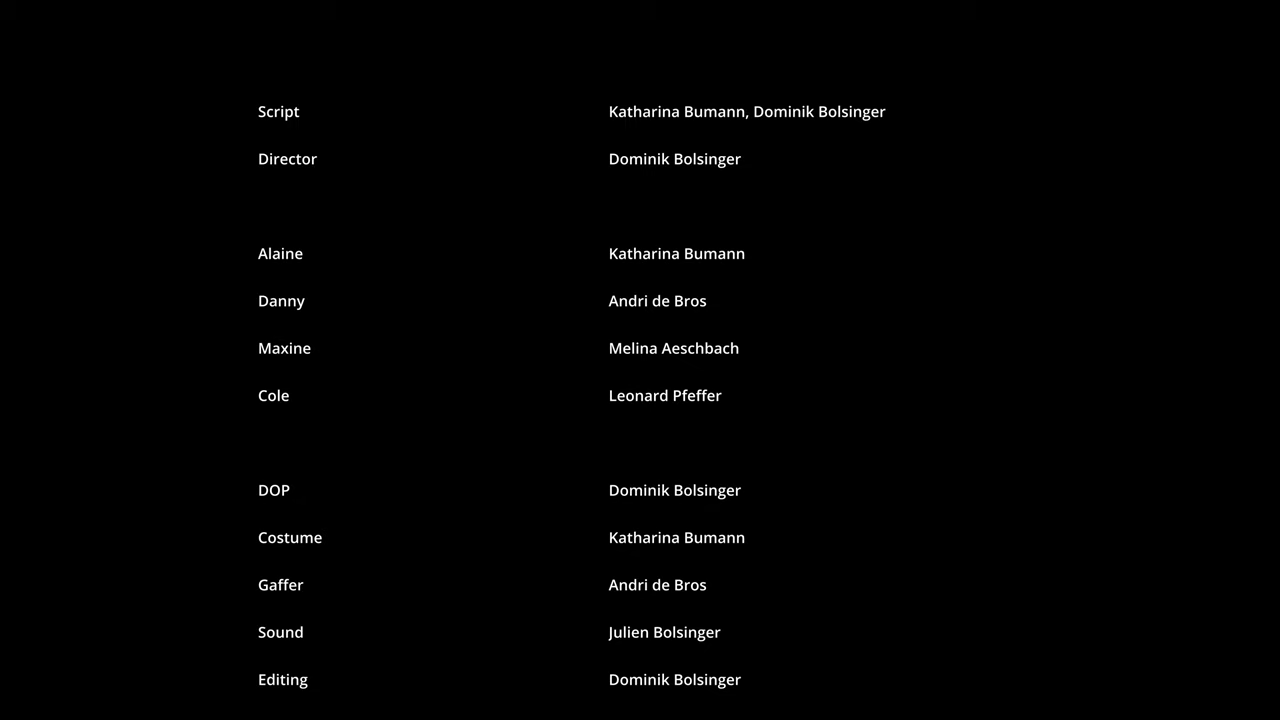 Script Katharina Bumann, Dominik Bolsinger
Director Dominik Bolsinger
Alaine Katharina Bumann
Danny Andri de Bros
Maxine Melina Aeschbach
Cole Leonard Pfeffer
DOP Dominik Bolsinger
Costume Katharina Bumann
Gaffer Andri de Bros
Sound Julien Bolsinger
Editing Dominik Bolsinger